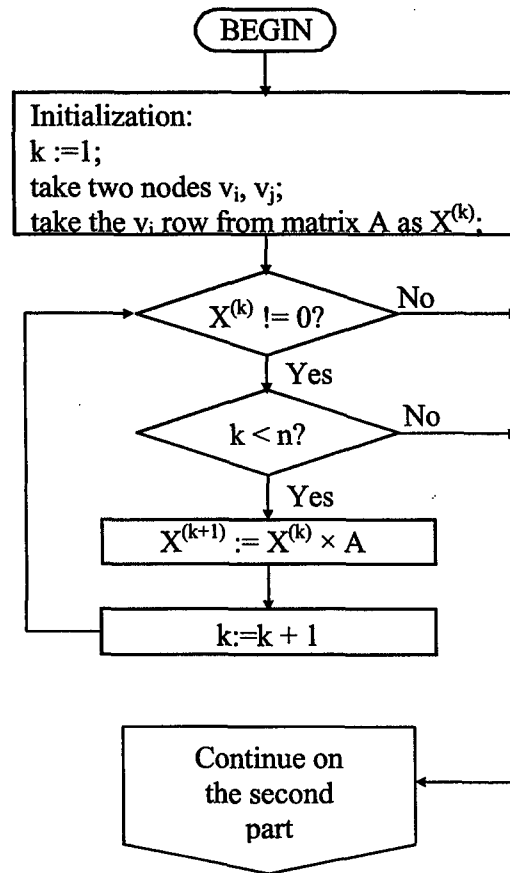 BEGIN
Initialization:
k :=1;
take two nodes vᵢ, vⱼ;
take the vᵢ row from matrix A as X⁽ᵏ⁾;
X⁽ᵏ⁾ != 0?
No
Yes
k < n?
No
Yes
X⁽ᵏ⁺¹⁾ := X⁽ᵏ⁾ × A
k:=k + 1
Continue on
the second
part